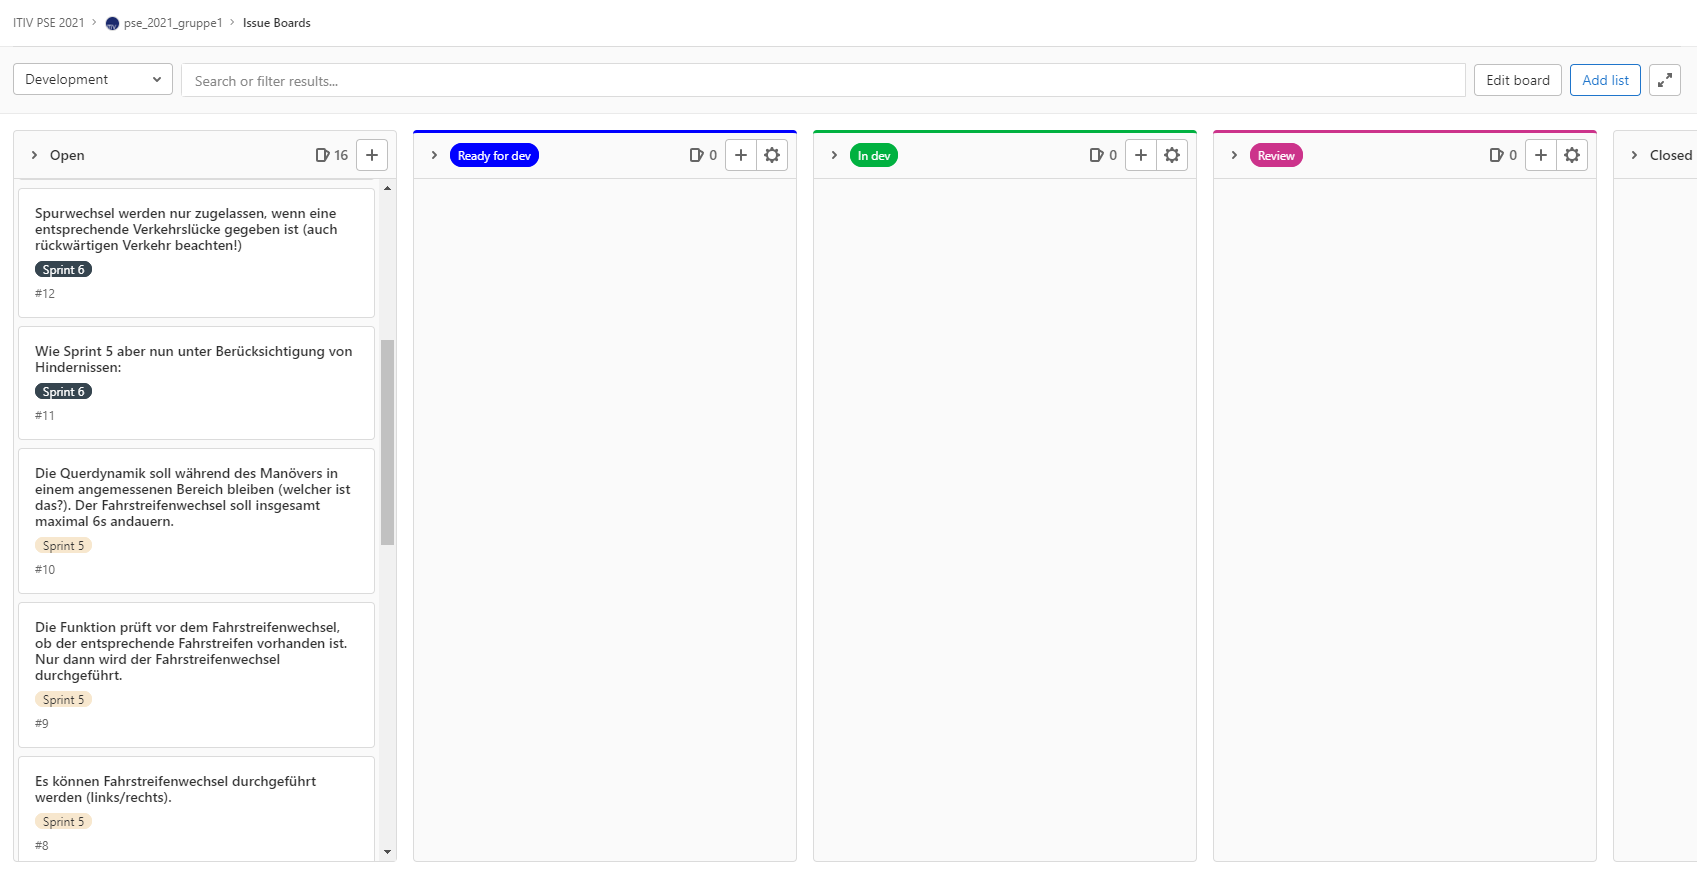 ITIV PSE 2021 > pse_2021_gruppe1 > Issue Boards
Development
Search or filter results...
Edit board
Add list
Open
16
Spurwechsel werden nur zugelassen, wenn eine
entsprechende Verkehrslücke gegeben ist (auch
rückwärtigen Verkehr beachten!)
Sprint 6
#12
Wie Sprint 5 aber nun unter Berücksichtigung von
Hindernissen:
Sprint 6
#11
Die Querdynamik soll während des Manövers in
einem angemessenen Bereich bleiben (welcher ist
das?). Der Fahrstreifenwechsel soll insgesamt
maximal 6s andauern.
Sprint 5
#10
Die Funktion prüft vor dem Fahrstreifenwechsel,
ob der entsprechende Fahrstreifen vorhanden ist.
Nur dann wird der Fahrstreifenwechsel
durchgeführt.
Sprint 5
#9
Es können Fahrstreifenwechsel durchgeführt
werden (links/rechts).
Sprint 5
#8
Ready for dev
0
In dev
0
Review
0
Closed